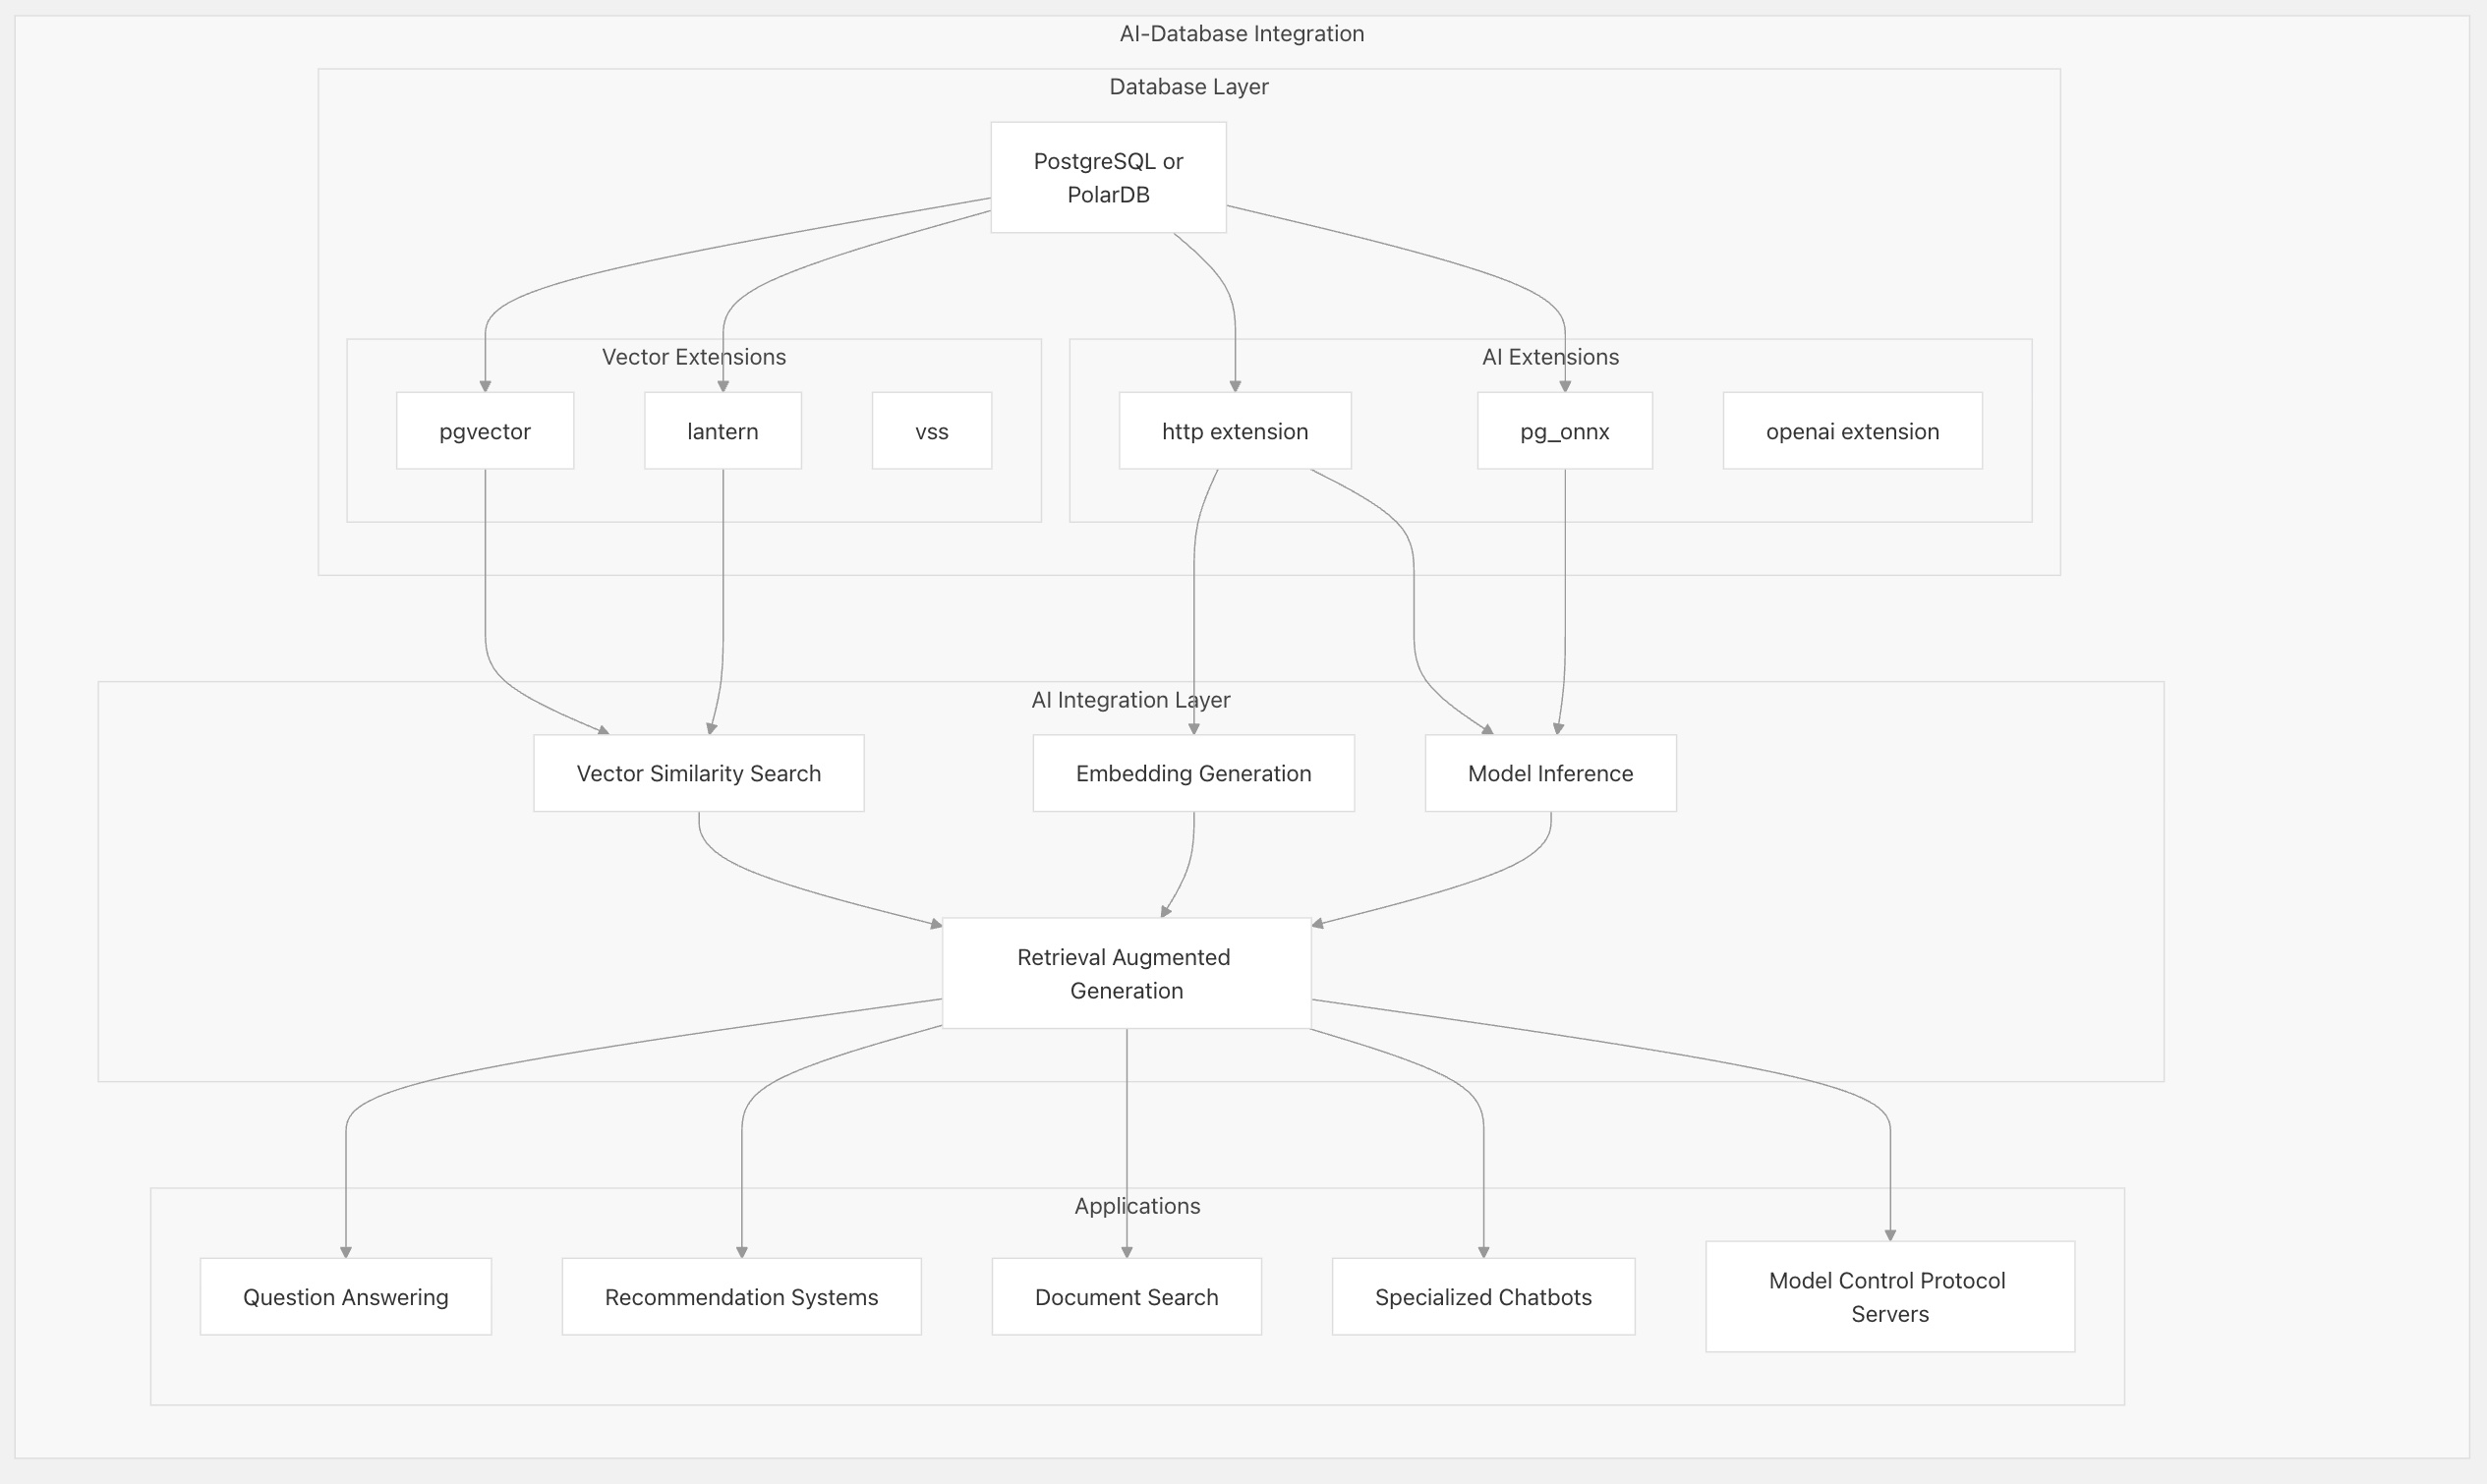 AI-Database Integration
Database Layer
PostgreSQL or
PolarDB
Vector Extensions
AI Extensions
pgvector
lantern
vss
http extension
pg_onnx
openai extension
AI Integration Layer
Vector Similarity Search
Embedding Generation
Model Inference
Retrieval Augmented
Generation
Applications
Question Answering
Recommendation Systems
Document Search
Specialized Chatbots
Model Control Protocol
Servers